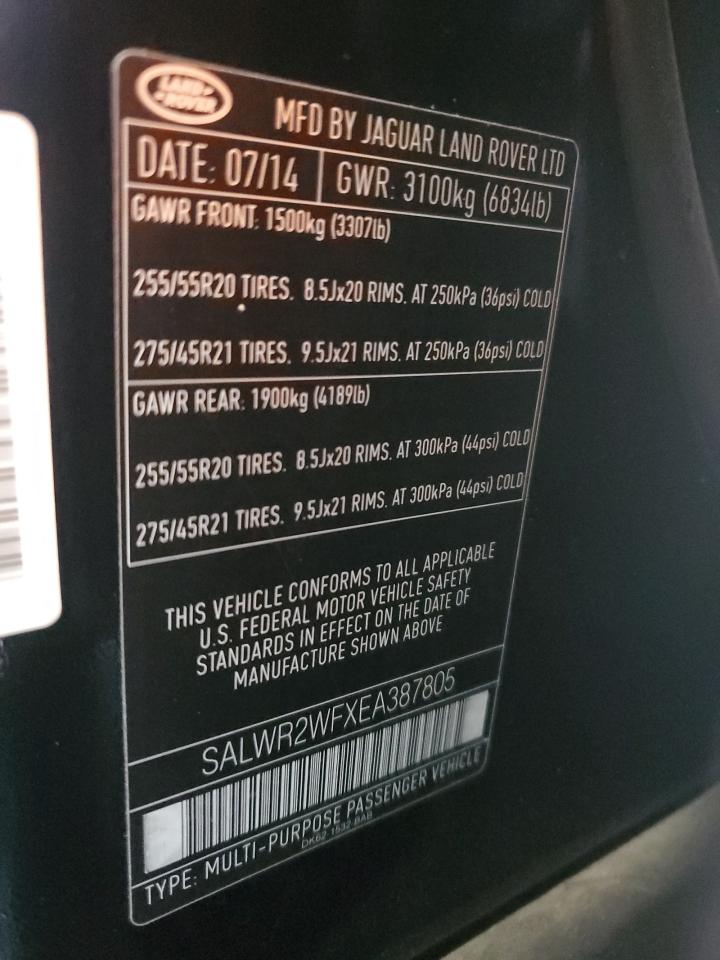 LAND ROVER
MFD BY JAGUAR LAND ROVER LTD
DATE: 07/14 GWR: 3100kg (6834lb)
GAWR FRONT: 1500kg (3307lb)
255/55R20 TIRES. 8.5Jx20 RIMS. AT 250kPa (36psi) COLD
275/45R21 TIRES. 9.5Jx21 RIMS. AT 250kPa (36psi) COLD
GAWR REAR: 1900kg (4189lb)
255/55R20 TIRES. 8.5Jx20 RIMS. AT 300kPa (44psi) COLD
275/45R21 TIRES. 9.5Jx21 RIMS. AT 300kPa (44psi) COLD
THIS VEHICLE CONFORMS TO ALL APPLICABLE
U.S. FEDERAL MOTOR VEHICLE SAFETY
STANDARDS IN EFFECT ON THE DATE OF
MANUFACTURE SHOWN ABOVE
SALWR2WFXEA387805
TYPE: MULTI-PURPOSE PASSENGER VEHICLE